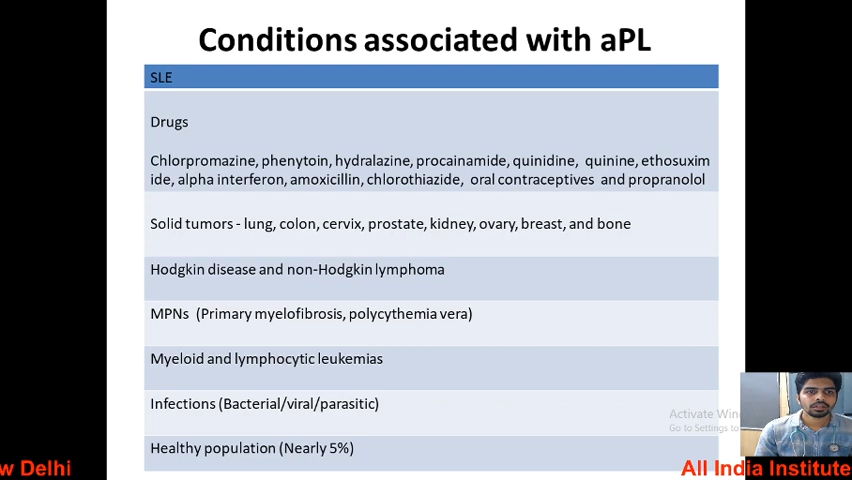 Conditions associated with aPL
SLE
Drugs
Chlorpromazine, phenytoin, hydralazine, procainamide, quinidine, quinine, ethosuxim
ide, alpha interferon, amoxicillin, chlorothiazide, oral contraceptives and propranolol
Solid tumors - lung, colon, cervix, prostate, kidney, ovary, breast, and bone
Hodgkin disease and non-Hodgkin lymphoma
MPNs (Primary myelofibrosis, polycythemia vera)
Myeloid and lymphocytic leukemias
Infections (Bacterial/viral/parasitic)
Activate Win
Go to Settings to
Healthy population (Nearly 5%)
w Delhi
All India Institute